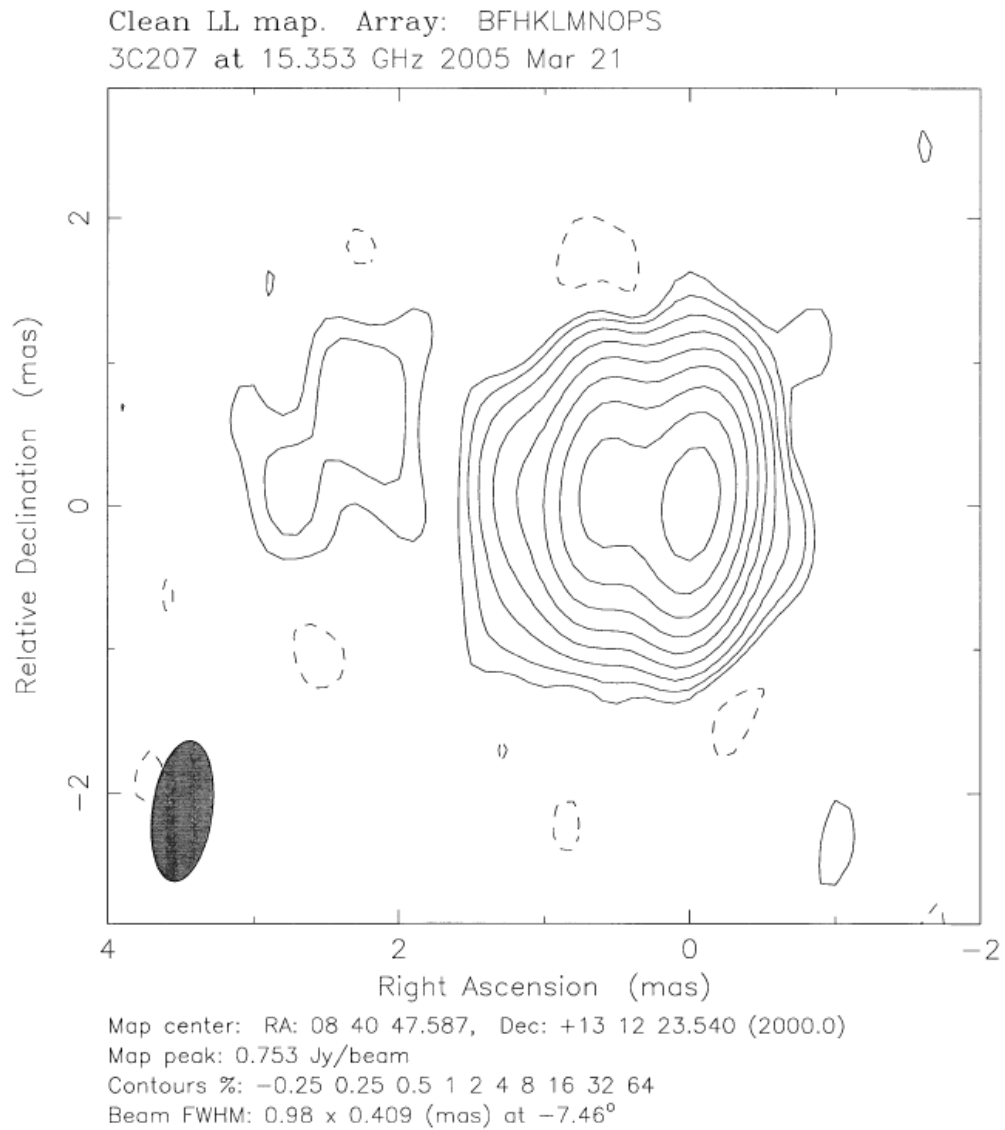 Clean LL map. Array: BFHKLMNOPS
3C207 at 15.353 GHz 2005 Mar 21
Relative Declination (mas)
2
0
−2
4 2 0 −2
Right Ascension (mas)
Map center: RA: 08 40 47.587, Dec: +13 12 23.540 (2000.0)
Map peak: 0.753 Jy/beam
Contours %: −0.25 0.25 0.5 1 2 4 8 16 32 64
Beam FWHM: 0.98 x 0.409 (mas) at −7.46°